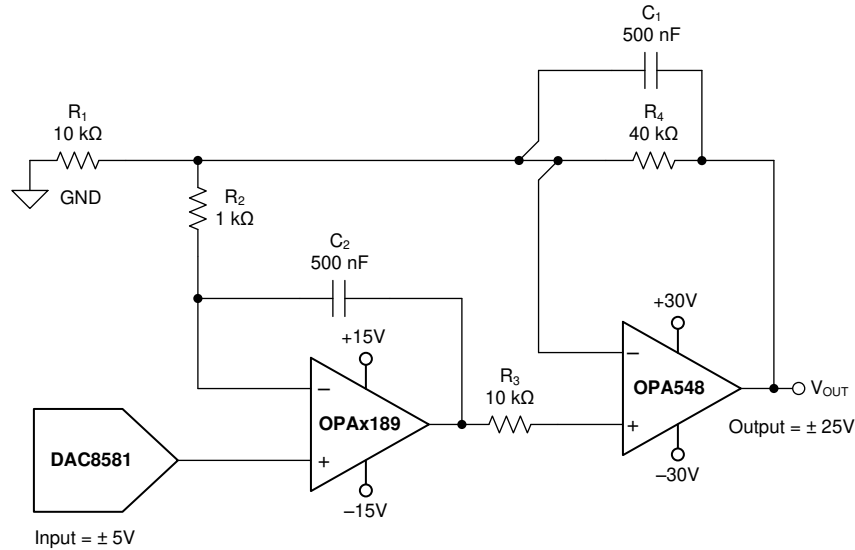 C1
500 nF
R1
10 kΩ
R4
40 kΩ
GND
R2
1 kΩ
C2
500 nF
+15V
+30V
–
OPAx189
+
–15V
R3
10 kΩ
–
OPA548
+
–30V
VOUT
Output = ± 25V
DAC8581
Input = ± 5V